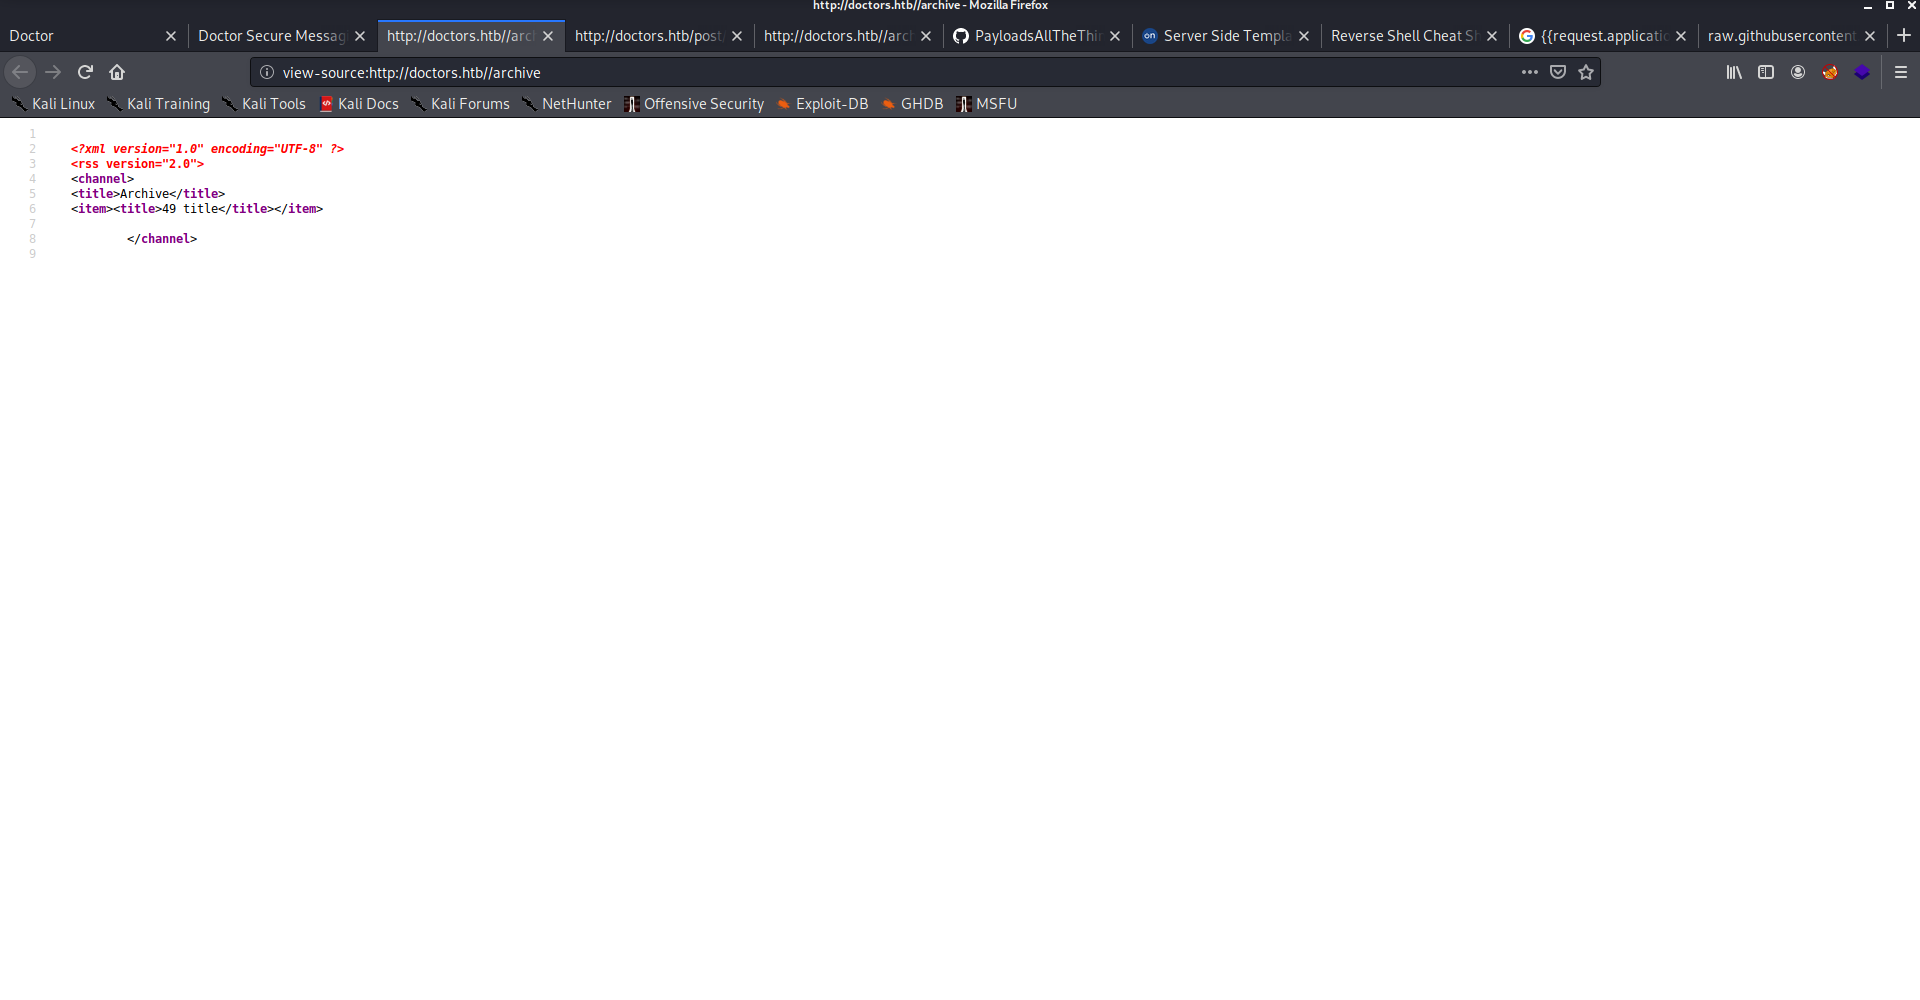 http://doctors.htb//archive - Mozilla Firefox
Doctor
Doctor Secure Messag
http://doctors.htb//arc
http://doctors.htb/post
http://doctors.htb//arc
PayloadsAllTheThi
on Server Side Templa
Reverse Shell Cheat Sh
{{request.applicatio
raw.githubusercontent
view-source:http://doctors.htb//archive
Kali Linux Kali Training Kali Tools Kali Docs Kali Forums NetHunter Offensive Security Exploit-DB GHDB MSFU
1
2 <?xml version="1.0" encoding="UTF-8" ?>
3 <rss version="2.0">
4 <channel>
5 <title>Archive</title>
6 <item><title>49 title</title></item>
7
8 </channel>
9